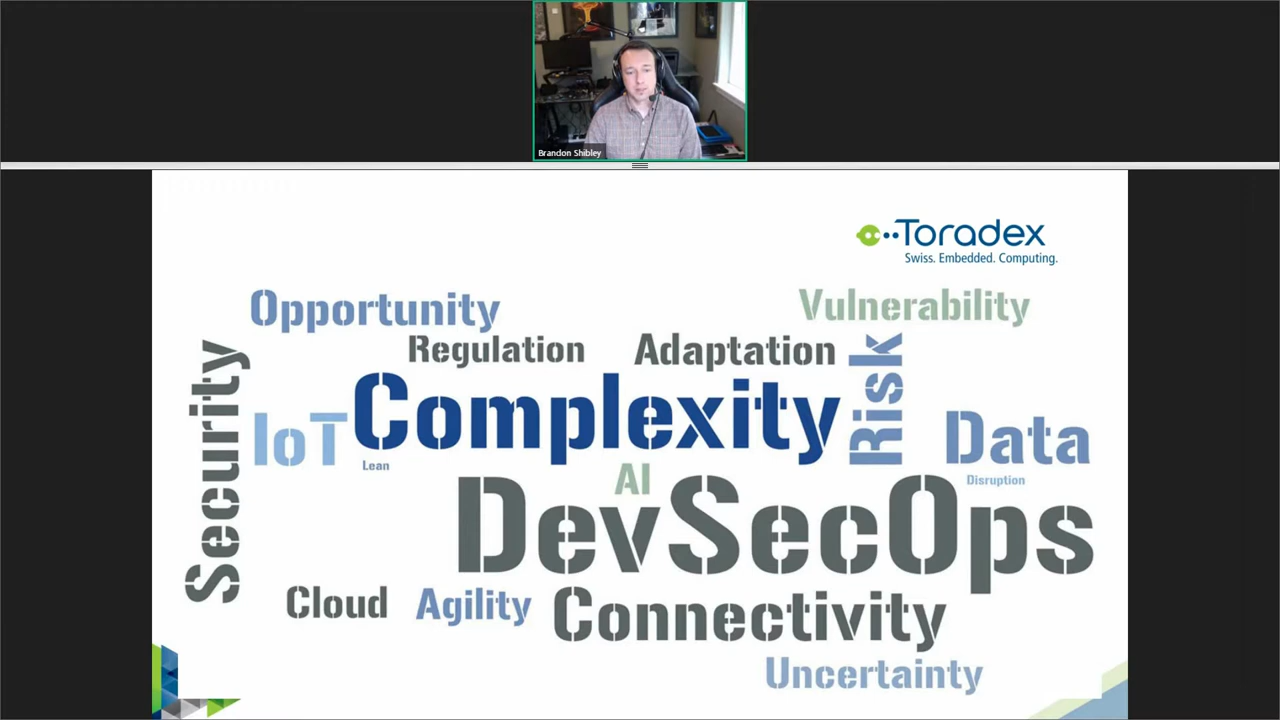 Brandon Shibley
Toradex
Swiss. Embedded. Computing.
Opportunity
Vulnerability
Regulation
Adaptation
Security
IoT
Complexity
Risk
Data
Lean
AI
Disruption
DevSecOps
Cloud
Agility
Connectivity
Uncertainty